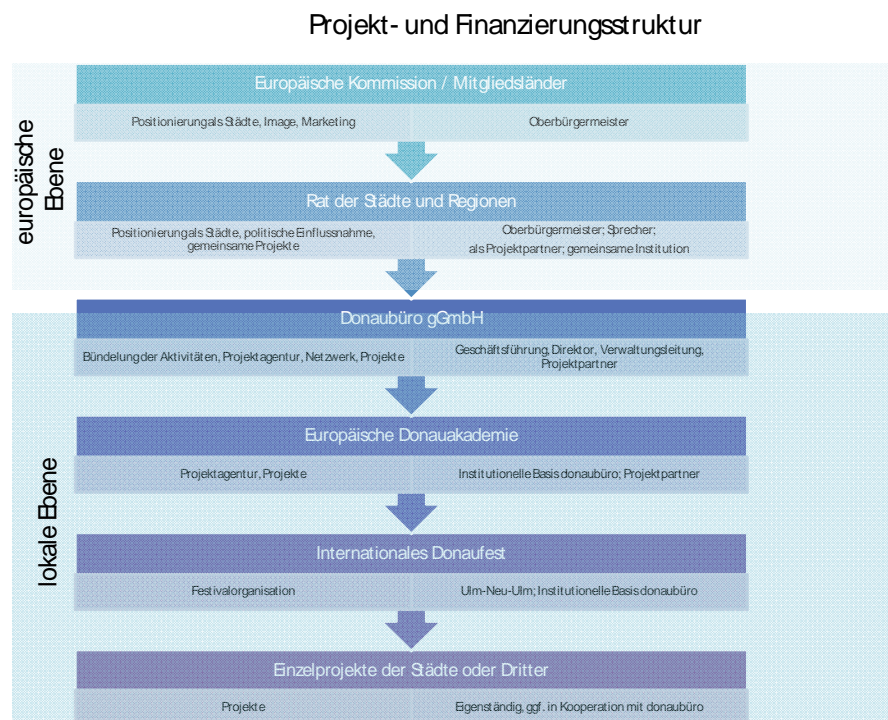 Projekt- und Finanzierungsstruktur
europäische
Ebene
Europäische Kommission / Mitgliedsländer
Positionierung als Städte, Image, Marketing
Oberbürgermeister
Rat der Städte und Regionen
Positionierung als Städte, politische Einflussnahme,
gemeinsame Projekte
Oberbürgermeister; Sprecher;
als Projektpartner; gemeinsame Institution
lokale Ebene
Donaubüro gGmbH
Bündelung der Aktivitäten, Projektagentur, Netzwerk, Projekte
Geschäftsführung, Direktor, Verwaltungsleitung,
Projektpartner
Europäische Donauakademie
Projektagentur, Projekte
Institutionelle Basis donaubüro; Projektpartner
Internationales Donaufest
Festivalorganisation
Ulm-Neu-Ulm; Institutionelle Basis donaubüro
Einzelprojekte der Städte oder Dritter
Projekte
Eigenständig, ggf. in Kooperation mit donaubüro